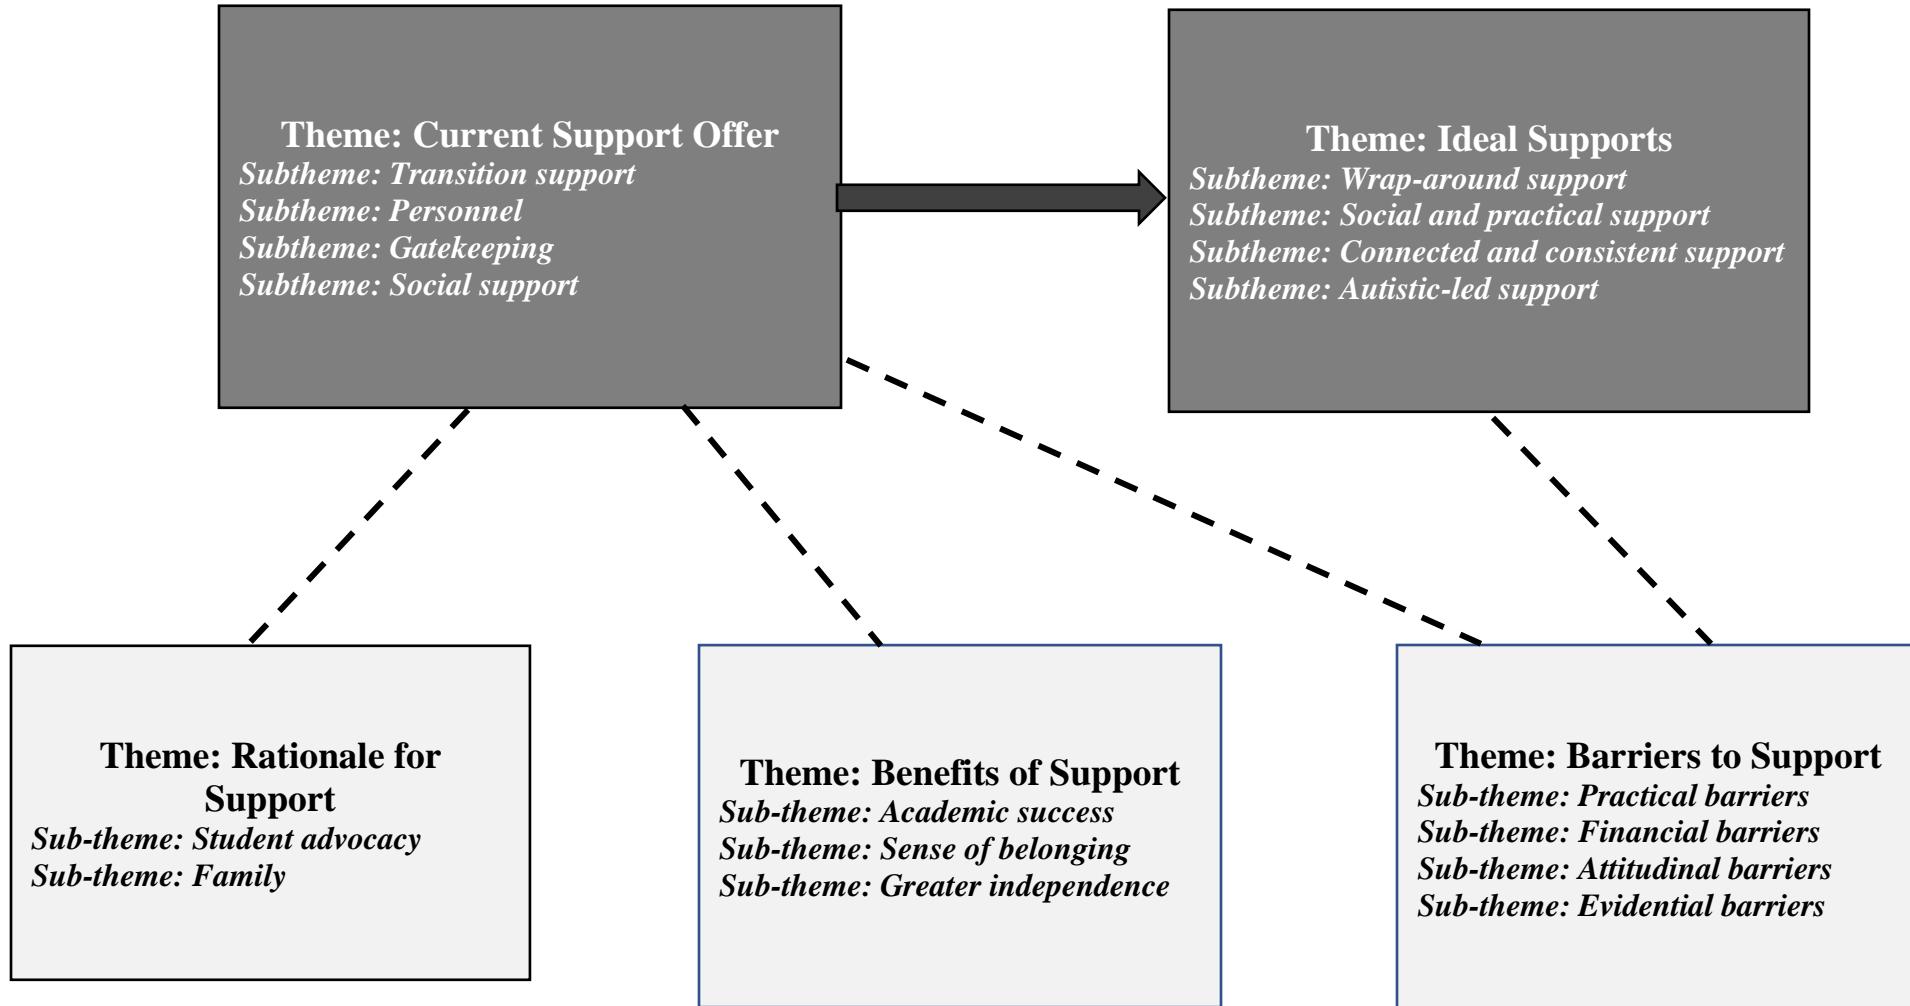 Theme: Current Support Offer
Subtheme: Transition support
Subtheme: Personnel
Subtheme: Gatekeeping
Subtheme: Social support
Theme: Ideal Supports
Subtheme: Wrap-around support
Subtheme: Social and practical support
Subtheme: Connected and consistent support
Subtheme: Autistic-led support
Theme: Rationale for
Support
Sub-theme: Student advocacy
Sub-theme: Family
Theme: Benefits of Support
Sub-theme: Academic success
Sub-theme: Sense of belonging
Sub-theme: Greater independence
Theme: Barriers to Support
Sub-theme: Practical barriers
Sub-theme: Financial barriers
Sub-theme: Attitudinal barriers
Sub-theme: Evidential barriers